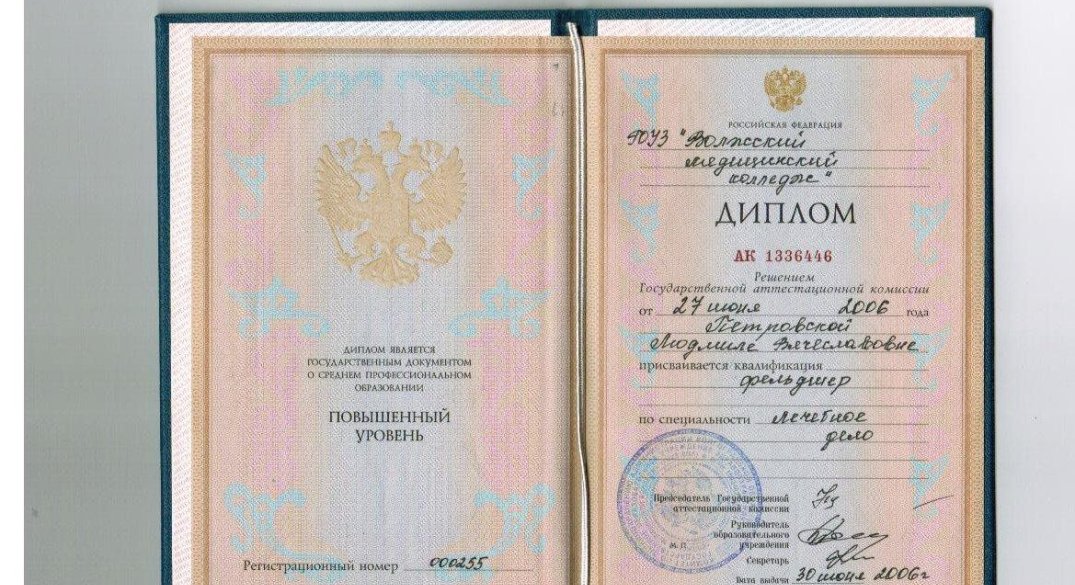 ДИПЛОМ ЯВЛЯЕТСЯ
ГОСУДАРСТВЕННЫМ ДОКУМЕНТОМ
О СРЕДНЕМ ПРОФЕССИОНАЛЬНОМ
ОБРАЗОВАНИИ
ПОВЫШЕННЫЙ
УРОВЕНЬ
Регистрационный номер 000255
РОССИЙСКАЯ ФЕДЕРАЦИЯ
ГОУЗ "Волжский
медицинский
колледж"
ДИПЛОМ
АК 1336446
Решением
Государственной аттестационной комиссии
от 27 июня 2006 года
Петровской
Людмиле Вячеславовне
присваивается квалификация
фельдшер
по специальности лечебное
дело
Председатель Государственной
аттестационной комиссии
Руководитель
образовательного
учреждения
М.П.
Секретарь
Дата выдачи 30 июня 2006г